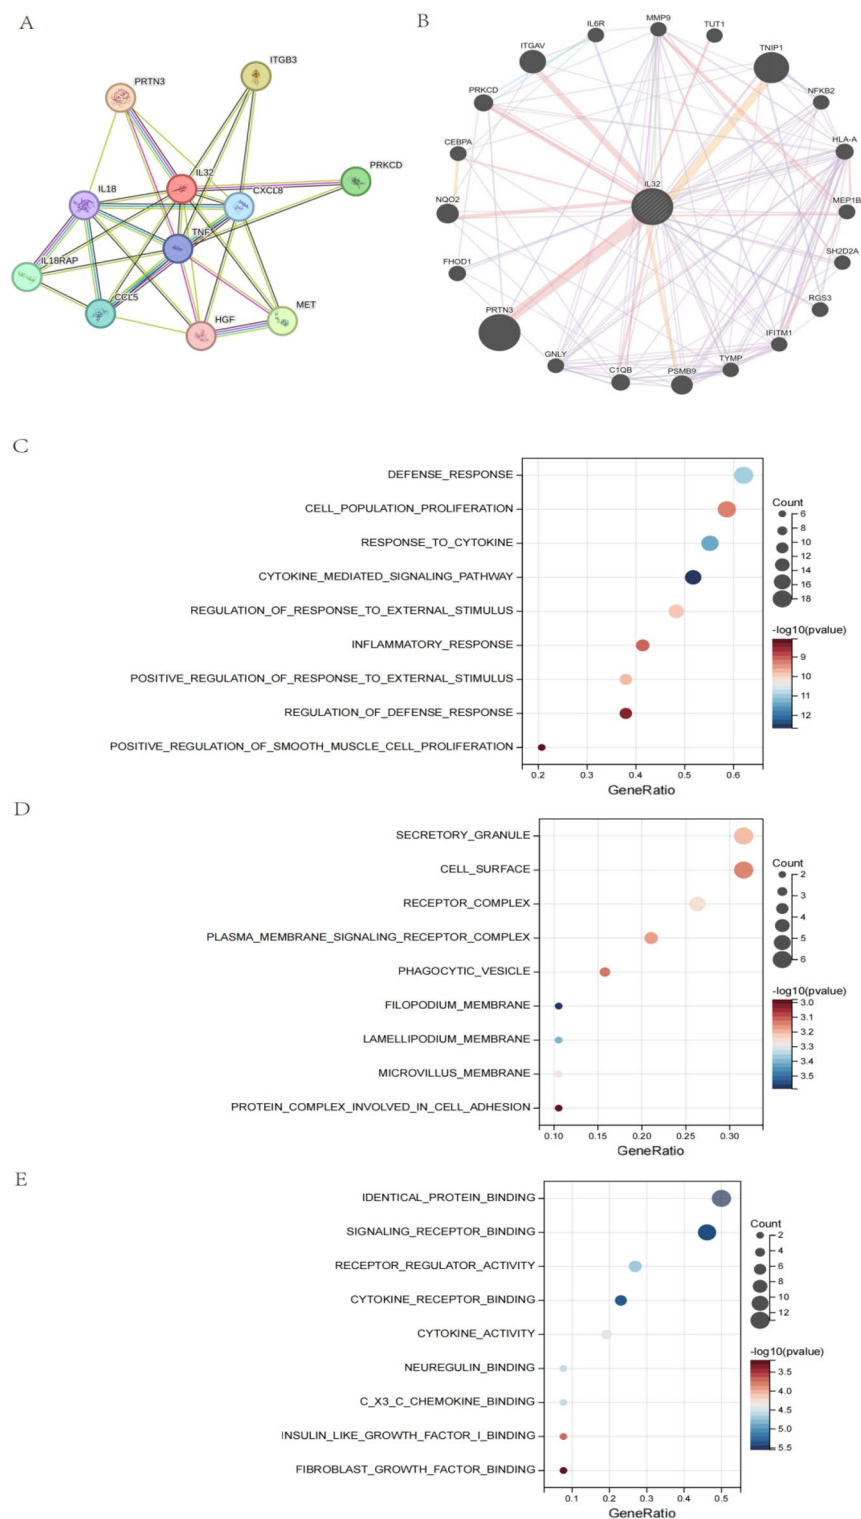 A
ITGB3
PRTN3
IL32
PRKCD
IL18
CXCL8
TNF
IL18RAP
CCL5
HGF
MET
B
IL6R
MMP9
TUT1
ITGAV
TNIP1
PRKCD
NFKB2
CEBPA
HLA-A
IL32
NQO2
MEP1B
FHOD1
SH2D2A
PRTN3
RGS3
IFITM1
GNLY
C1QB
PSMB9
TYMP
C
DEFENSE_RESPONSE
CELL_POPULATION_PROLIFERATION
RESPONSE_TO_CYTOKINE
CYTOKINE_MEDIATED_SIGNALING_PATHWAY
REGULATION_OF_RESPONSE_TO_EXTERNAL_STIMULUS
INFLAMMATORY_RESPONSE
POSITIVE_REGULATION_OF_RESPONSE_TO_EXTERNAL_STIMULUS
REGULATION_OF_DEFENSE_RESPONSE
POSITIVE_REGULATION_OF_SMOOTH_MUSCLE_CELL_PROLIFERATION
0.2 0.3 0.4 0.5 0.6
GeneRatio
Count
6
8
10
12
14
16
18
-log10(pvalue)
9
10
11
12
D
SECRETORY_GRANULE
CELL_SURFACE
RECEPTOR_COMPLEX
PLASMA_MEMBRANE_SIGNALING_RECEPTOR_COMPLEX
PHAGOCYTIC_VESICLE
FILOPODIUM_MEMBRANE
LAMELLIPODIUM_MEMBRANE
MICROVILLUS_MEMBRANE
PROTEIN_COMPLEX_INVOLVED_IN_CELL_ADHESION
0.10 0.15 0.20 0.25 0.30
GeneRatio
Count
2
3
4
5
6
-log10(pvalue)
3.0
3.1
3.2
3.3
3.4
3.5
E
IDENTICAL_PROTEIN_BINDING
SIGNALING_RECEPTOR_BINDING
RECEPTOR_REGULATOR_ACTIVITY
CYTOKINE_RECEPTOR_BINDING
CYTOKINE_ACTIVITY
NEUREGULIN_BINDING
C_X3_C_CHEMOKINE_BINDING
INSULIN_LIKE_GROWTH_FACTOR_I_BINDING
FIBROBLAST_GROWTH_FACTOR_BINDING
0.1 0.2 0.3 0.4 0.5
GeneRatio
Count
2
4
6
8
10
12
-log10(pvalue)
3.5
4.0
4.5
5.0
5.5